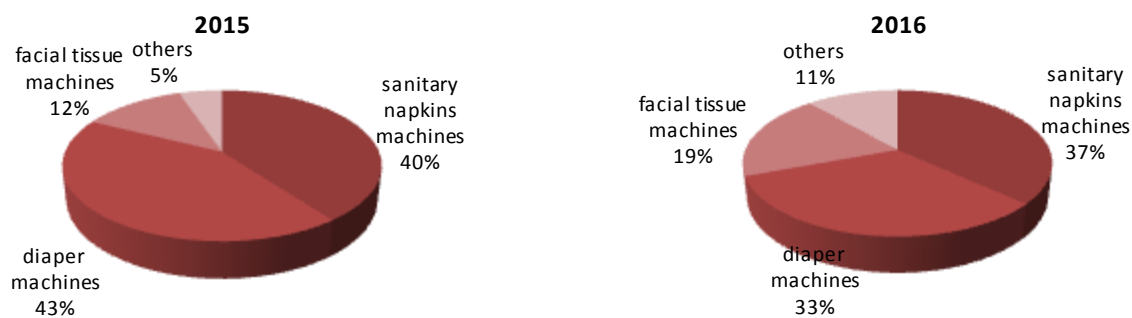 2015
facial tissue
machines
12%
others
5%
sanitary
napkins
machines
40%
diaper
machines
43%
2016
others
11%
facial tissue
machines
19%
sanitary
napkins
machines
37%
diaper
machines
33%